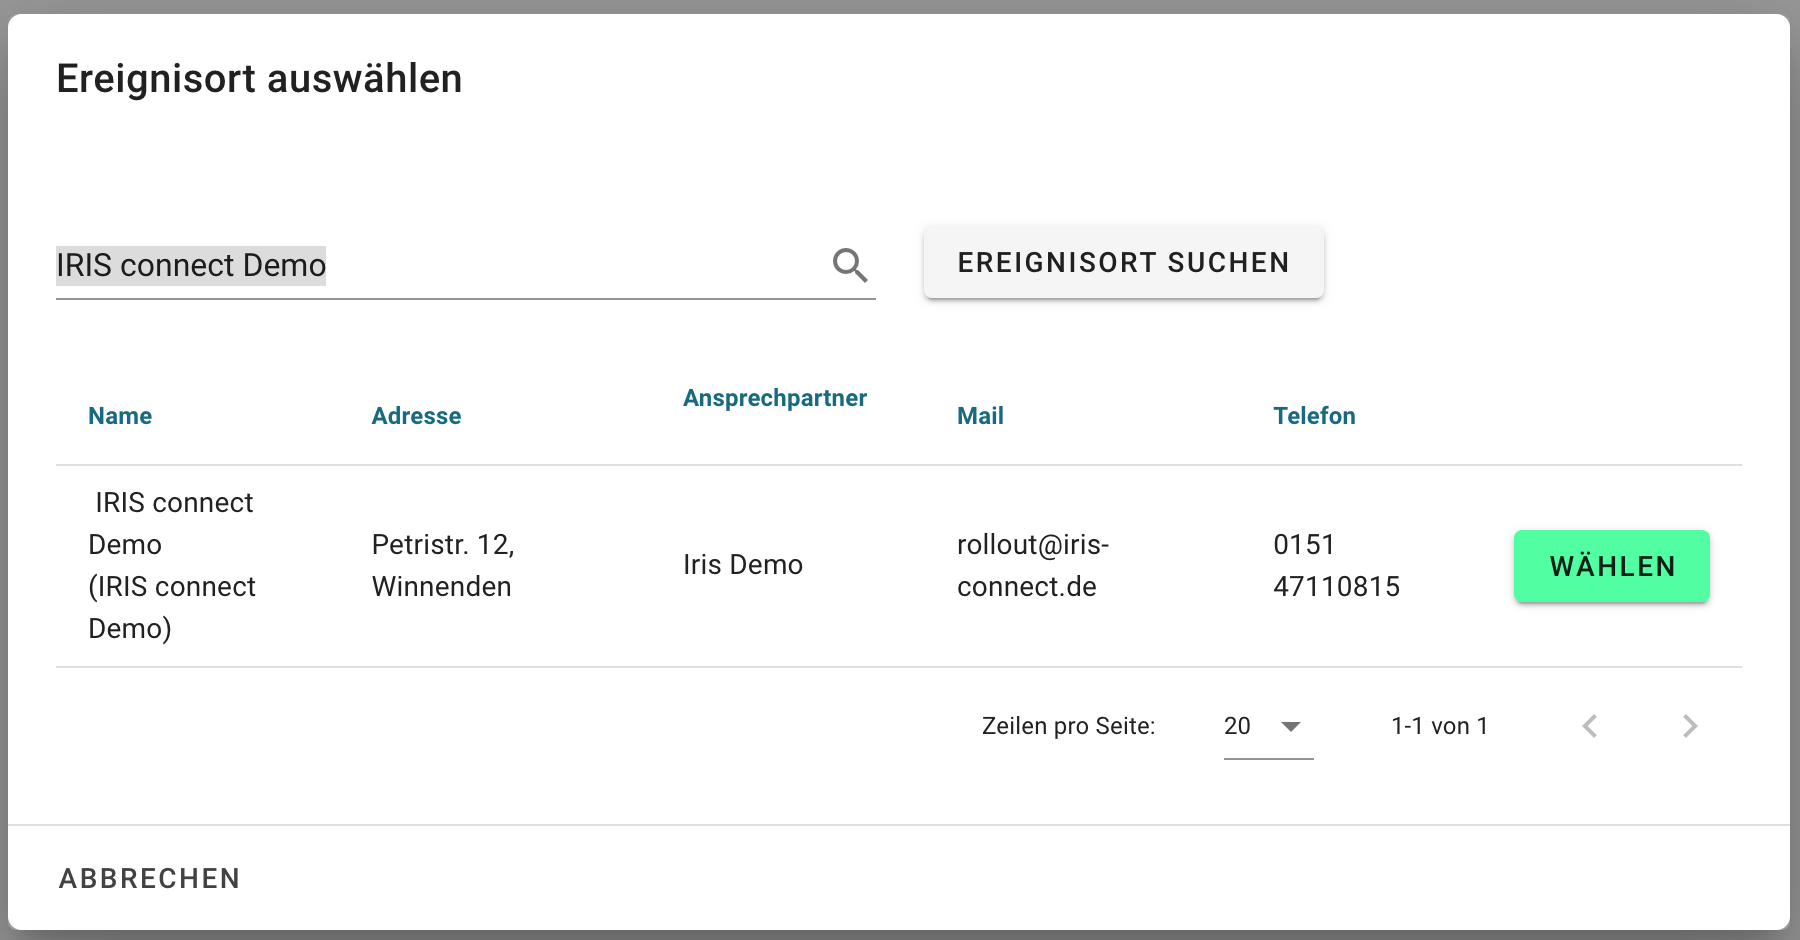 Ereignisort auswählen
IRIS connect Demo
EREIGNISORT SUCHEN
Name
Adresse
Ansprechpartner
Mail
Telefon
IRIS connect
Demo
(IRIS connect
Demo)
Petristr. 12,
Winnenden
Iris Demo
rollout@iris-
connect.de
0151
47110815
WÄHLEN
Zeilen pro Seite:
20
1-1 von 1
ABBRECHEN